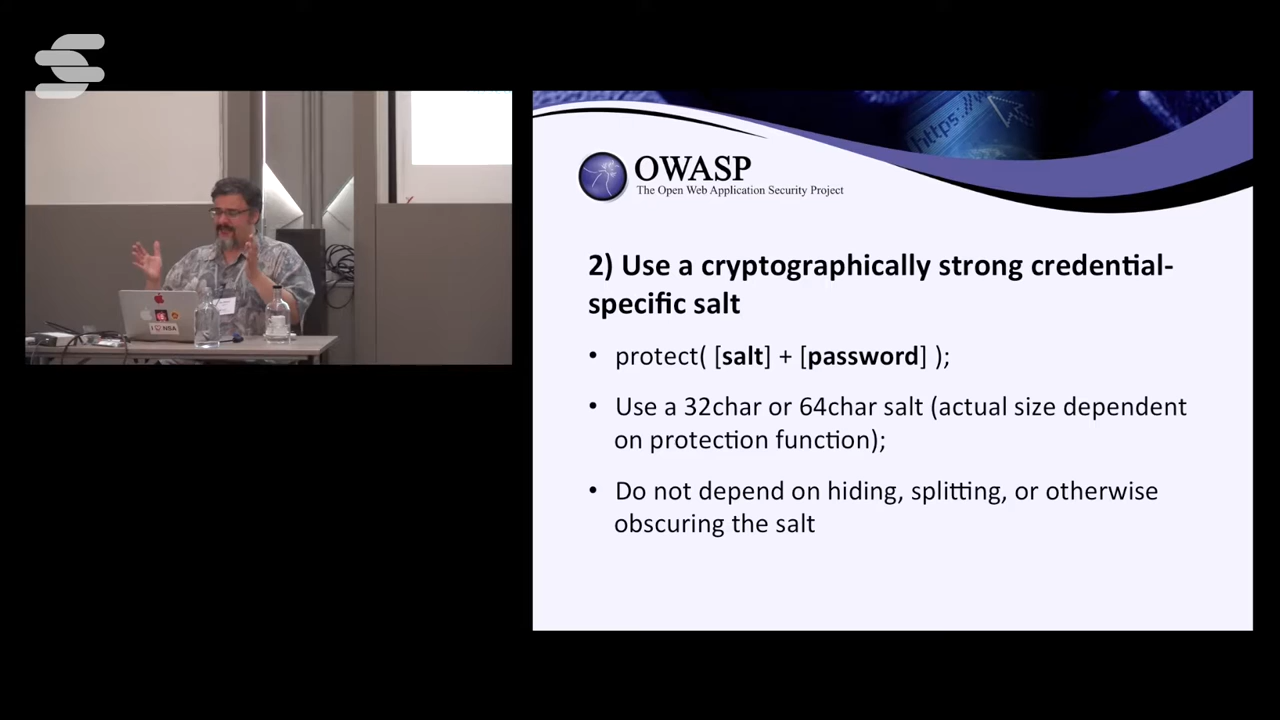 I ♡ NSA
https://
OWASP
The Open Web Application Security Project
2) Use a cryptographically strong credential-
specific salt
• protect( [salt] + [password] );
• Use a 32char or 64char salt (actual size dependent
on protection function);
• Do not depend on hiding, splitting, or otherwise
obscuring the salt